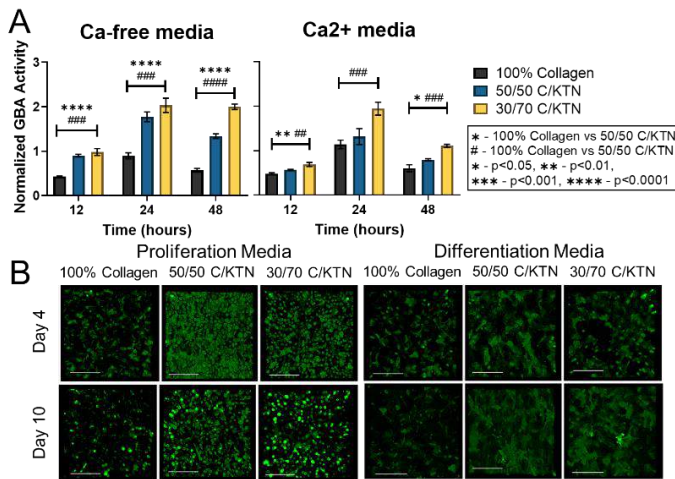 A
Ca-free media
Ca2+ media
Normalized GBA Activity
3
2
1
0
****
###
****
###
****
####
12
24
48
Time (hours)
** ##
###
* ###
12
24
48
Time (hours)
100% Collagen
50/50 C/KTN
30/70 C/KTN
* - 100% Collagen vs 50/50 C/KTN
# - 100% Collagen vs 50/50 C/KTN
* - p<0.05, ** - p<0.01,
*** - p<0.001, **** - p<0.0001
B
Proliferation Media
Differentiation Media
100% Collagen 50/50 C/KTN 30/70 C/KTN
100% Collagen 50/50 C/KTN 30/70 C/KTN
Day 4
Day 10